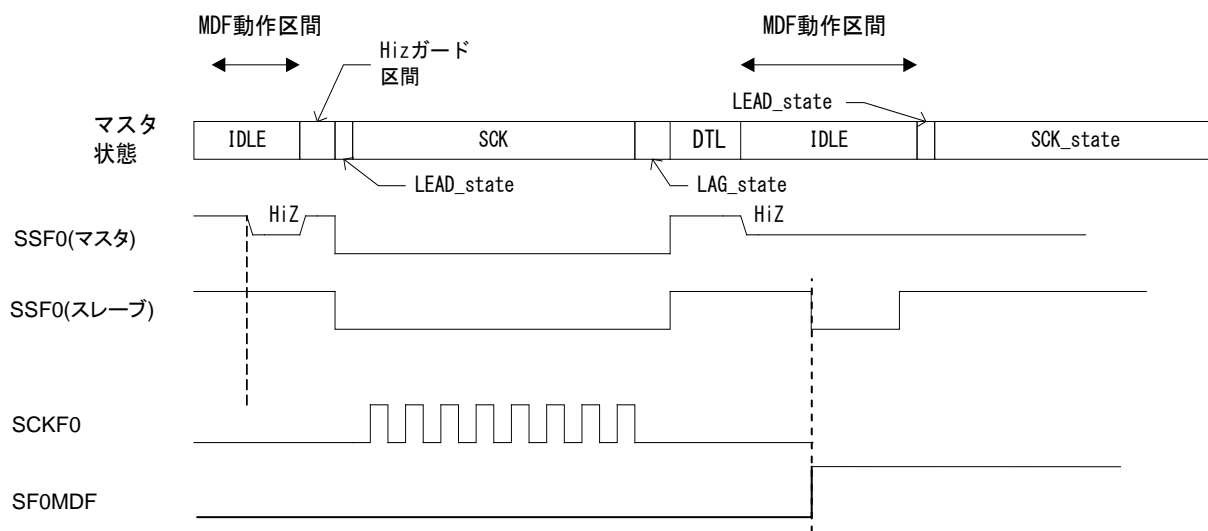 MDF動作区間
MDF動作区間
Hizガード
区間
LEAD_state
マスタ
状態
IDLE
SCK
DTL
IDLE
SCK_state
LEAD_state
LAG_state
HiZ
HiZ
SSF0(マスタ)
SSF0(スレーブ)
SCKF0
SF0MDF